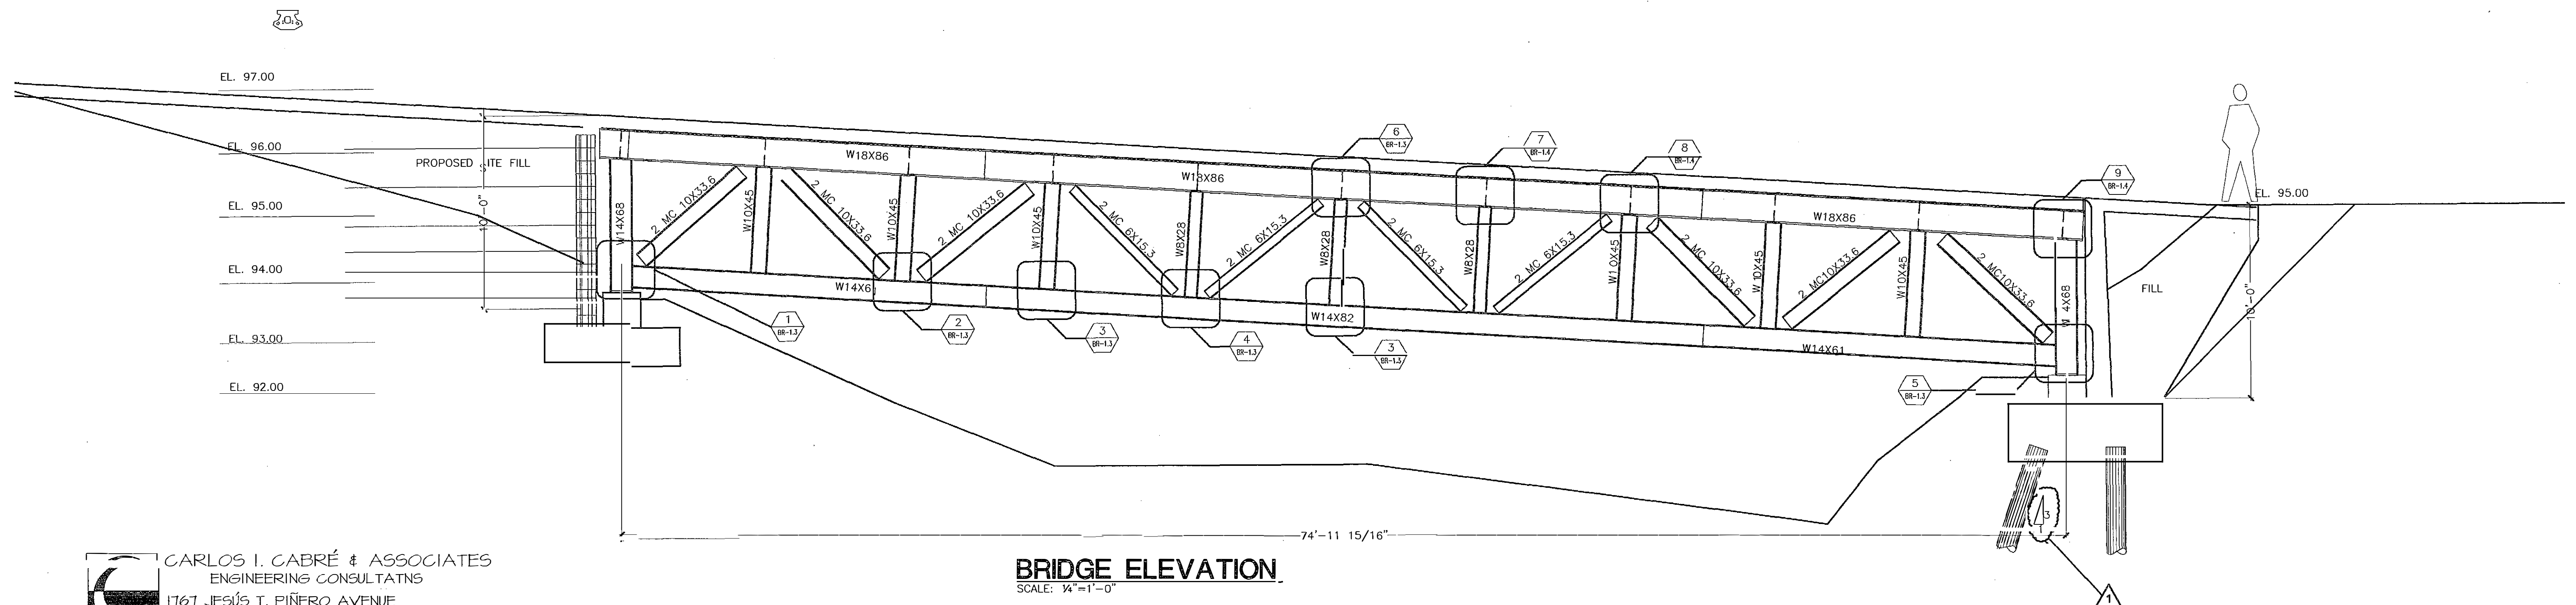 EL. 97.00
EL. 96.00
PROPOSED SITE FILL
10'-0"
EL. 95.00
EL. 94.00
EL. 93.00
EL. 92.00
W18X86
W18X86
W18X86
W14X68
2 MC 10X33.6
W10X45
2 MC 10X33.6
W10X45
2 MC 10X33.6
W10X45
2 MC 6X15.3
W8X28
2 MC 6X15.3
W8X28
2 MC 6X15.3
W8X28
2 MC 6X15.3
W10X45
2 MC 10X33.6
W10X45
2 MC10X33.6
W10X45
2 MC10X33.6
W 4X68
W14X6
W14X82
W14X61
6
BR-1.3
7
BR-1.4
8
BR-1.4
9
BR-1.4
EL. 95.00
FILL
10'-0"
1
BR-1.3
2
BR-1.3
3
BR-1.3
4
BR-1.3
3
BR-1.3
5
BR-1.3
3
1
74'-11 15/16"
BRIDGE ELEVATION
SCALE: 1/4"=1'-0"
CARLOS I. CABRÉ & ASSOCIATES
ENGINEERING CONSULTATNS
1767 JESÚS T. PIÑERO AVENUE